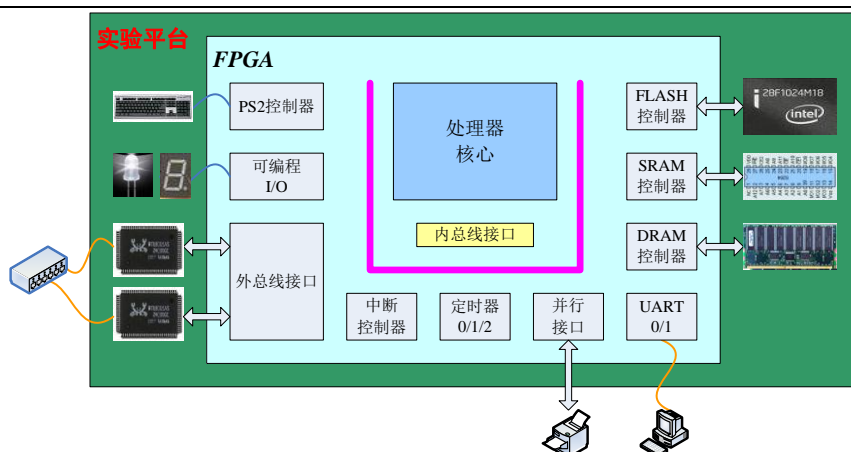 实验平台
FPGA
PS2控制器
处理器
核心
FLASH
控制器
28F1024M18
intel
可编程
I/O
SRAM
控制器
内总线接口
DRAM
控制器
外总线接口
中断
控制器
定时器
0/1/2
并行
接口
UART
0/1